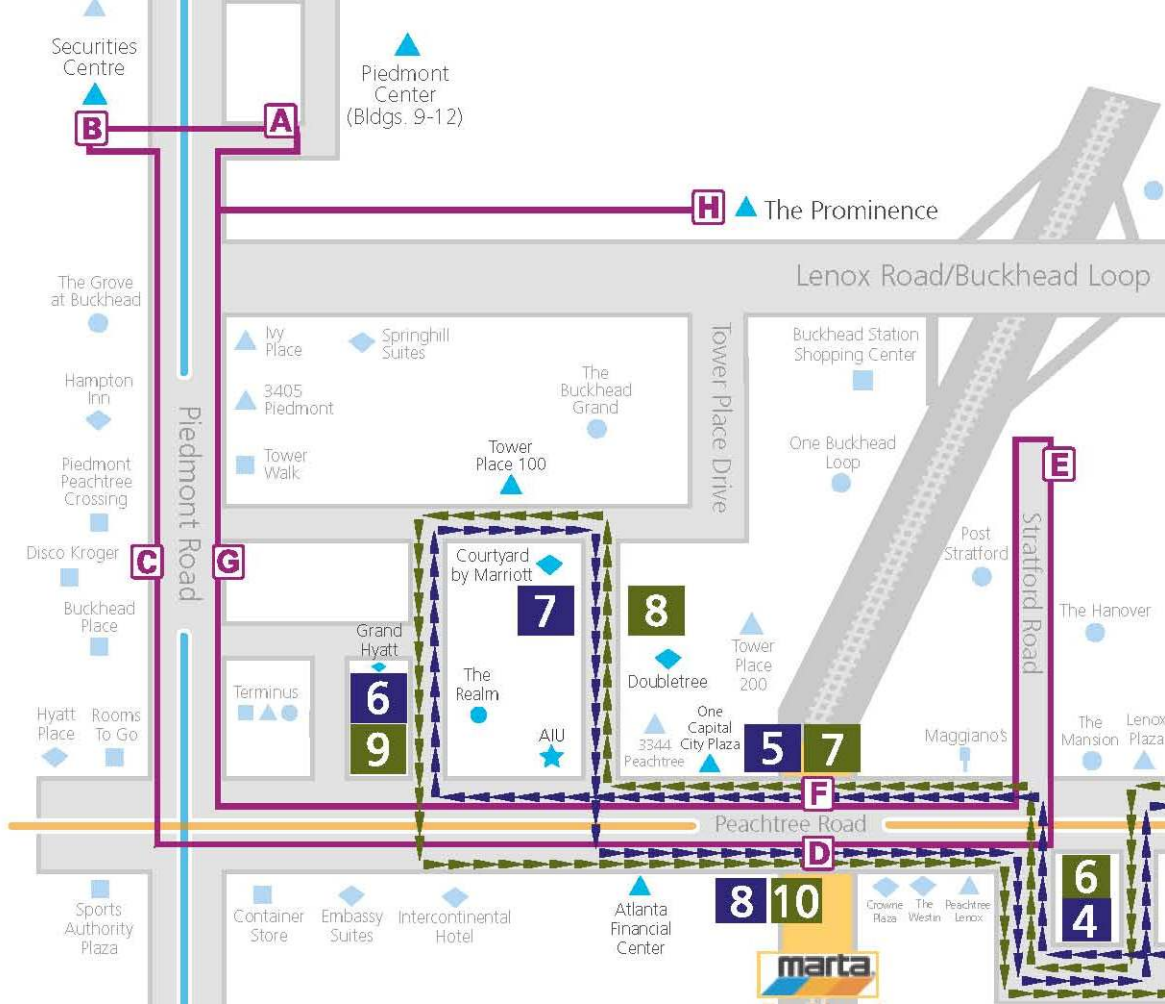 Securities
Centre
Piedmont
Center
(Bldgs. 9-12)
B
A
H
The Prominence
Lenox Road/Buckhead Loop
The Grove
at Buckhead
Ivy
Place
Springhill
Suites
Buckhead Station
Shopping Center
Hampton
Inn
3405
Piedmont
The
Buckhead
Grand
Tower Place Drive
Piedmont Road
Tower
Walk
Tower
Place 100
One Buckhead
Loop
E
Piedmont
Peachtree
Crossing
Disco Kroger
C
G
Courtyard
by Marriott
Post
Stratford
Stratford Road
7
8
Buckhead
Place
The Hanover
Grand
Hyatt
6
9
The
Realm
Doubletree
Tower
Place
200
Terminus
Hyatt
Place
Rooms
To Go
AIU
3344
Peachtree
One
Capital
City Plaza
5
7
Maggiano's
The
Mansion
Lenox
Plaza
F
Peachtree Road
D
6
4
8
10
Sports
Authority
Plaza
Container
Store
Embassy
Suites
Intercontinental
Hotel
Atlanta
Financial
Center
Crowne
Plaza
The
Westin
Peachtree
Lenox
marta